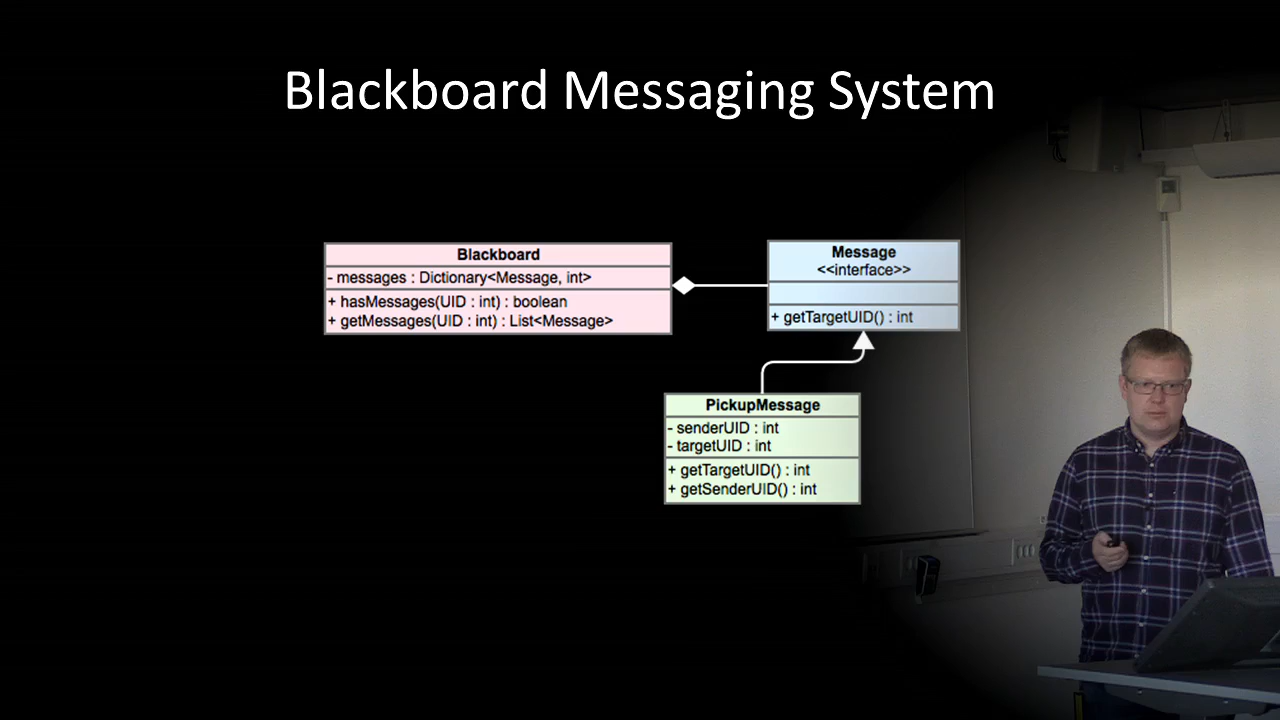 Blackboard Messaging System
Blackboard
- messages : Dictionary<Message, int>
+ hasMessages(UID : int) : boolean
+ getMessages(UID : int) : List<Message>
Message
<<interface>>
+ getTargetUID() : int
PickupMessage
- senderUID : int
- targetUID : int
+ getTargetUID() : int
+ getSenderUID() : int